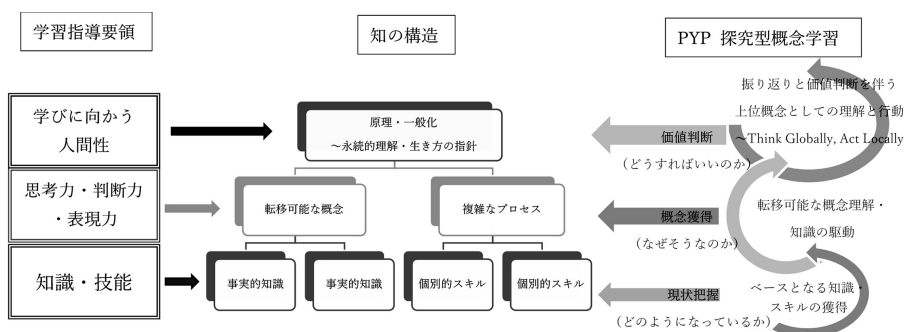 学習指導要領
知の構造
PYP 探究型概念学習
学びに向かう
人間性
思考力・判断力
・表現力
知識・技能
原理・一般化
～永続的理解・生き方の指針
転移可能な概念
複雑なプロセス
事実的知識
事実的知識
個別的スキル
個別的スキル
価値判断
（どうすればいいのか）
概念獲得
（なぜそうなのか）
現状把握
（どのようになっているか）
振り返りと価値判断を伴う
上位概念としての理解と行動
～Think Globally, Act Locally
転移可能な概念理解・
知識の駆動
ベースとなる知識・
スキルの獲得